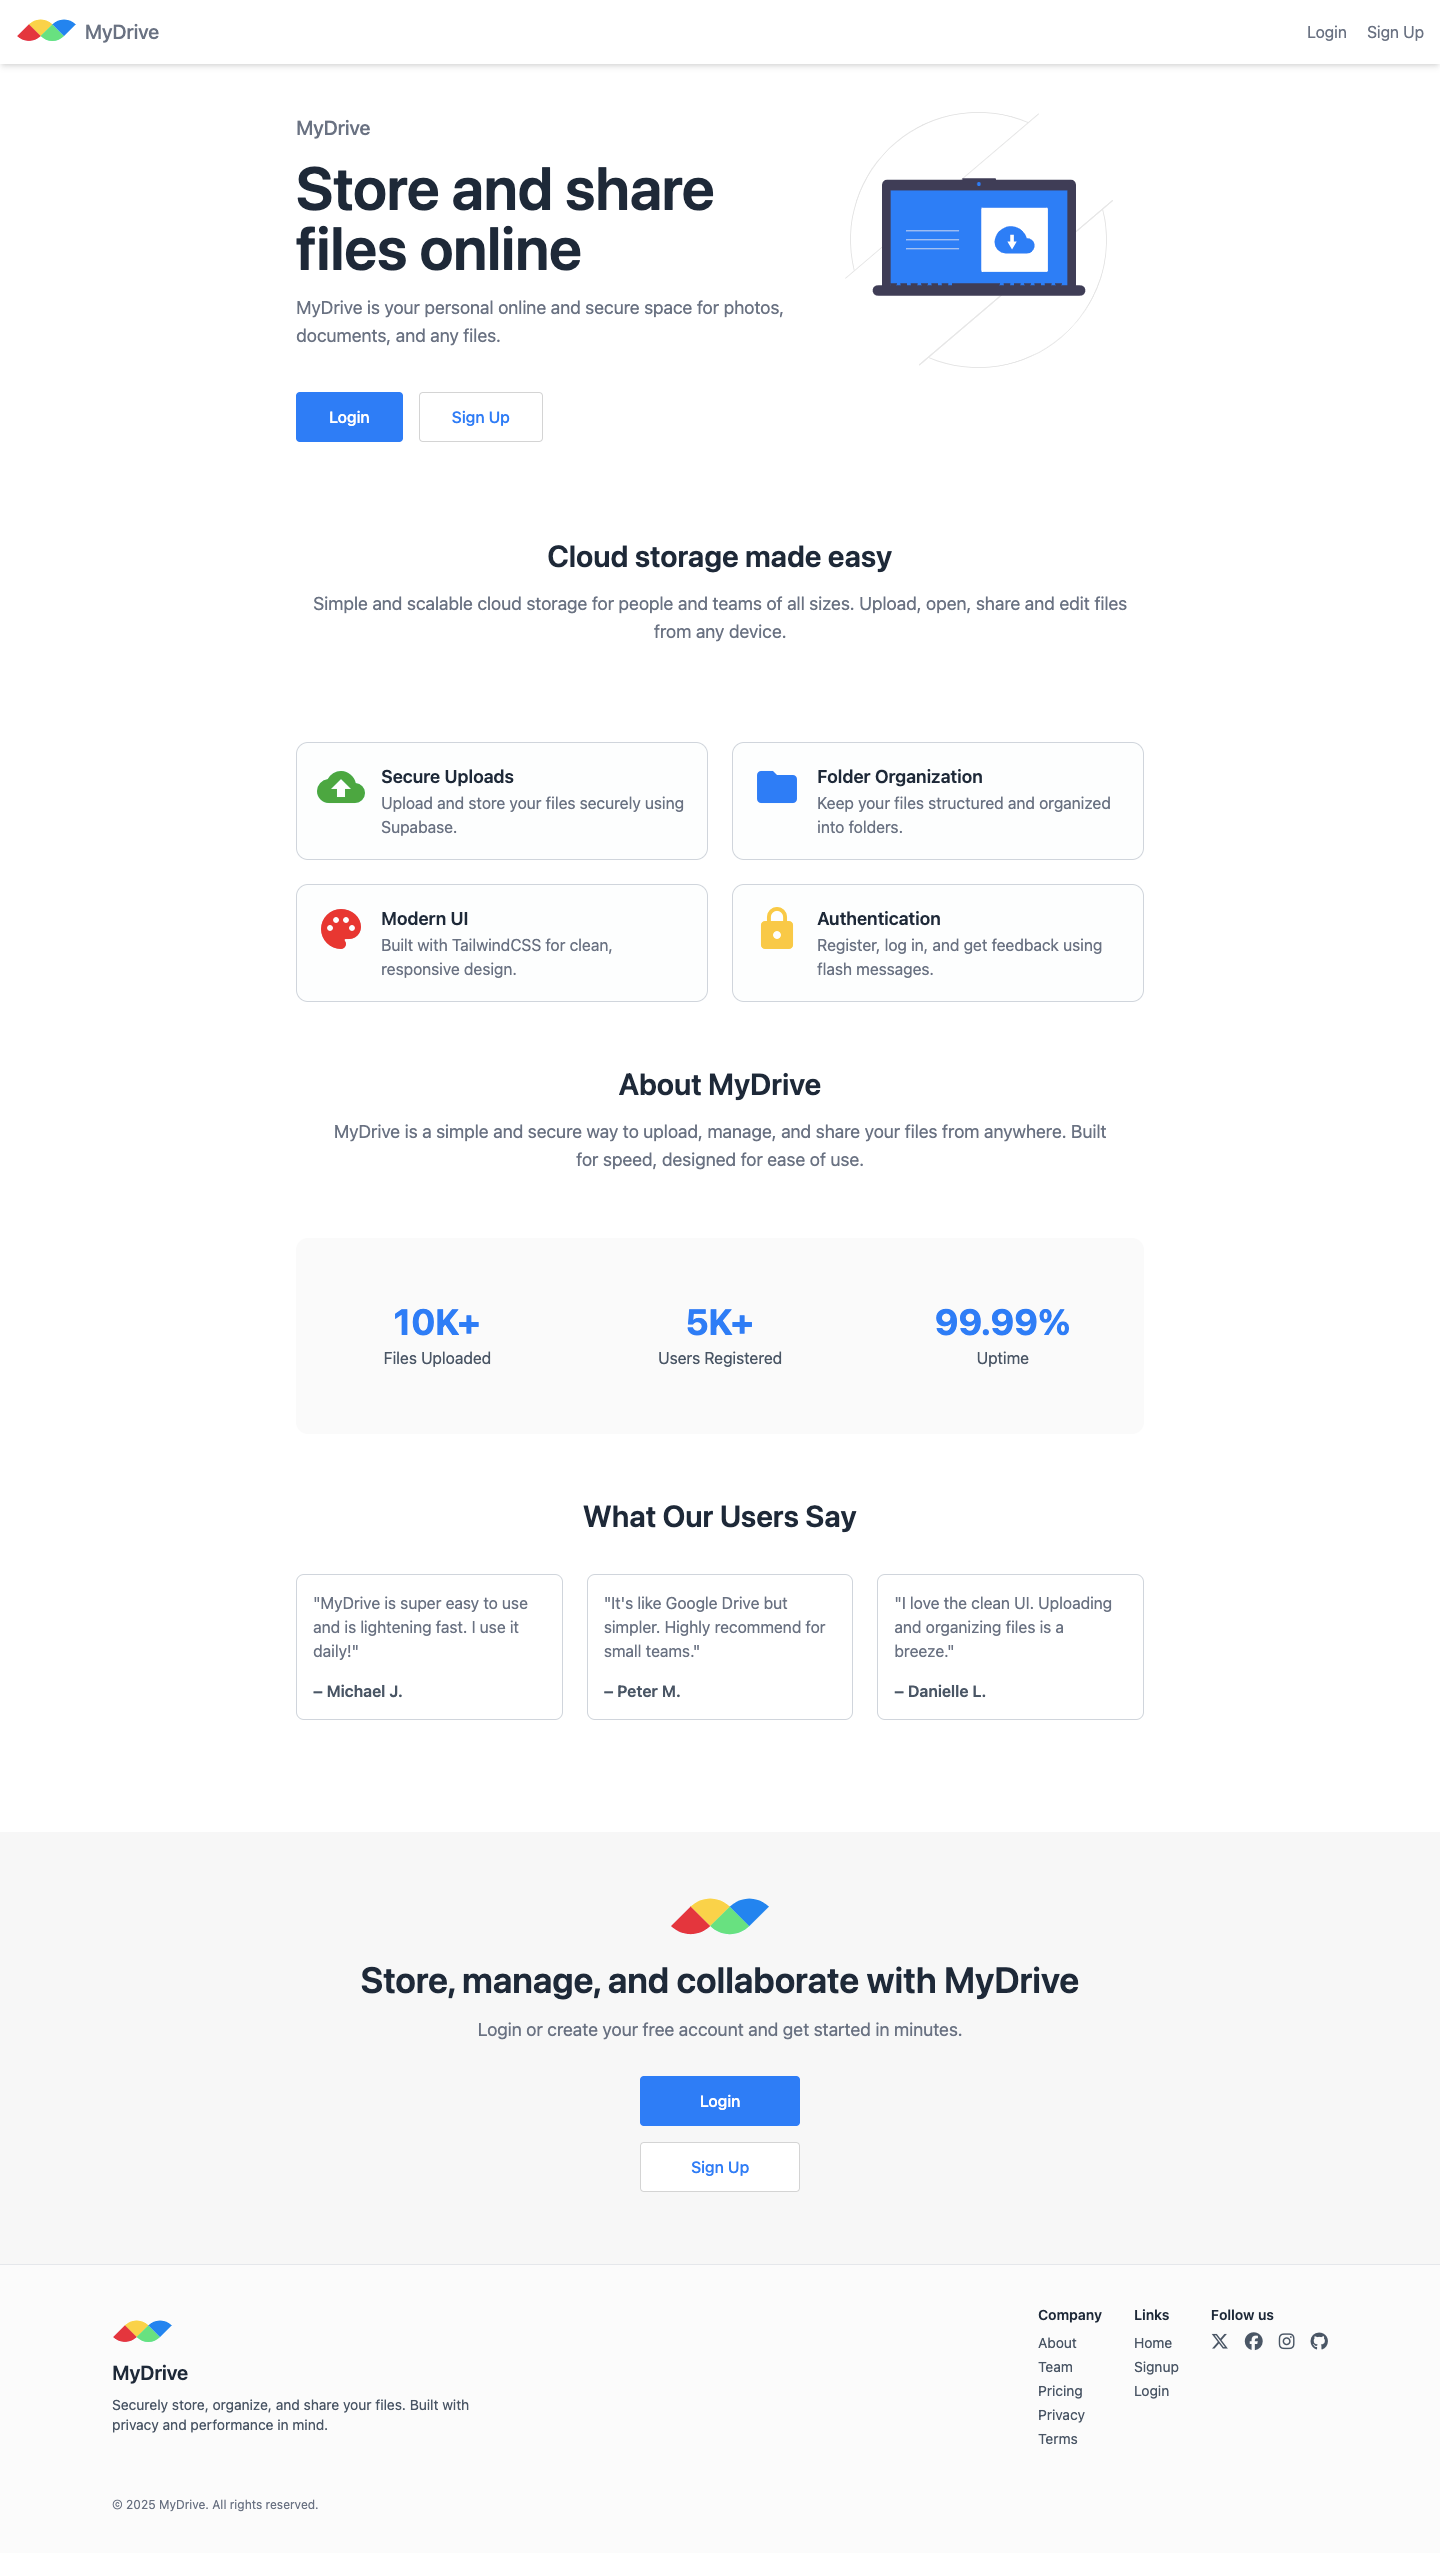 MyDrive
Login
Sign Up
MyDrive
Store and share
files online
MyDrive is your personal online and secure space for photos,
documents, and any files.
Login
Sign Up
Cloud storage made easy
Simple and scalable cloud storage for people and teams of all sizes. Upload, open, share and edit files
from any device.
Secure Uploads
Upload and store your files securely using
Supabase.
Folder Organization
Keep your files structured and organized
into folders.
Modern UI
Built with TailwindCSS for clean,
responsive design.
Authentication
Register, log in, and get feedback using
flash messages.
About MyDrive
MyDrive is a simple and secure way to upload, manage, and share your files from anywhere. Built
for speed, designed for ease of use.
10K+
Files Uploaded
5K+
Users Registered
99.99%
Uptime
What Our Users Say
"MyDrive is super easy to use
and is lightening fast. I use it
daily!"
– Michael J.
"It's like Google Drive but
simpler. Highly recommend for
small teams."
– Peter M.
"I love the clean UI. Uploading
and organizing files is a
breeze."
– Danielle L.
Store, manage, and collaborate with MyDrive
Login or create your free account and get started in minutes.
Login
Sign Up
MyDrive
Securely store, organize, and share your files. Built with
privacy and performance in mind.
Company
About
Team
Pricing
Privacy
Terms
Links
Home
Signup
Login
Follow us
© 2025 MyDrive. All rights reserved.